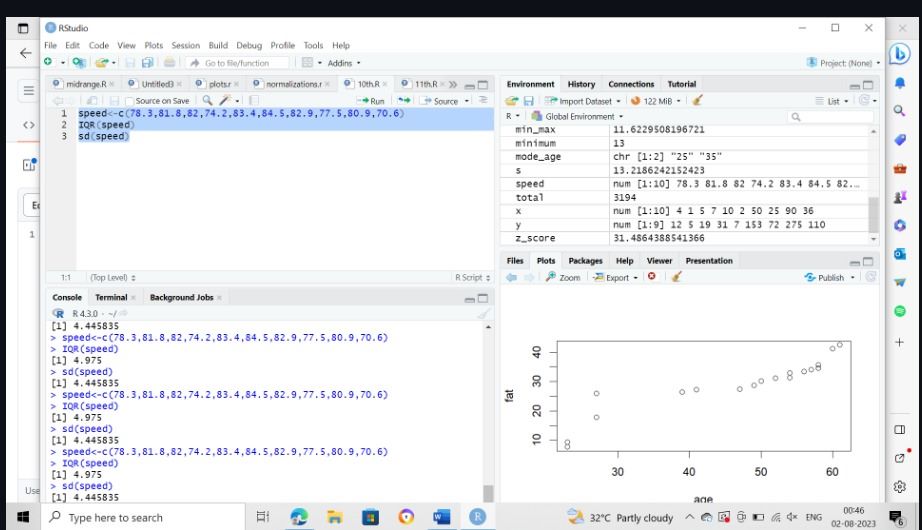 RStudio
File Edit Code View Plots Session Build Debug Profile Tools Help
Go to file/function
Addins
Project: (None)
midrange.R
Untitled3
plots.r
normalizations.r
10th.R
11th.R
Source on Save
Run
Source
1 speed<-c(78.3,81.8,82,74.2,83.4,84.5,82.9,77.5,80.9,70.6)
2 IQR(speed)
3 sd(speed)
1:1 (Top Level)
R Script
Console Terminal Background Jobs
R 4.3.0 · ~/
[1] 4.445835
> speed<-c(78.3,81.8,82,74.2,83.4,84.5,82.9,77.5,80.9,70.6)
> IQR(speed)
[1] 4.975
> sd(speed)
[1] 4.445835
> speed<-c(78.3,81.8,82,74.2,83.4,84.5,82.9,77.5,80.9,70.6)
> IQR(speed)
[1] 4.975
> sd(speed)
[1] 4.445835
> speed<-c(78.3,81.8,82,74.2,83.4,84.5,82.9,77.5,80.9,70.6)
> IQR(speed)
[1] 4.975
> sd(speed)
[1] 4.445835
Environment History Connections Tutorial
Import Dataset 122 MiB List
R Global Environment
min_max 11.6229508196721
minimum 13
mode_age chr [1:2] "25" "35"
s 13.2186242152423
speed num [1:10] 78.3 81.8 82 74.2 83.4 84.5 82...
total 3194
x num [1:10] 4 1 5 7 10 2 50 25 90 36
y num [1:9] 12 5 19 31 7 153 72 275 110
z_score 31.4864388541366
Files Plots Packages Help Viewer Presentation
Zoom Export Publish
fat
40
30
20
10
30 40 50 60
age
1
Use
Type here to search
32°C Partly cloudy
ENG
00:46
02-08-2023
6